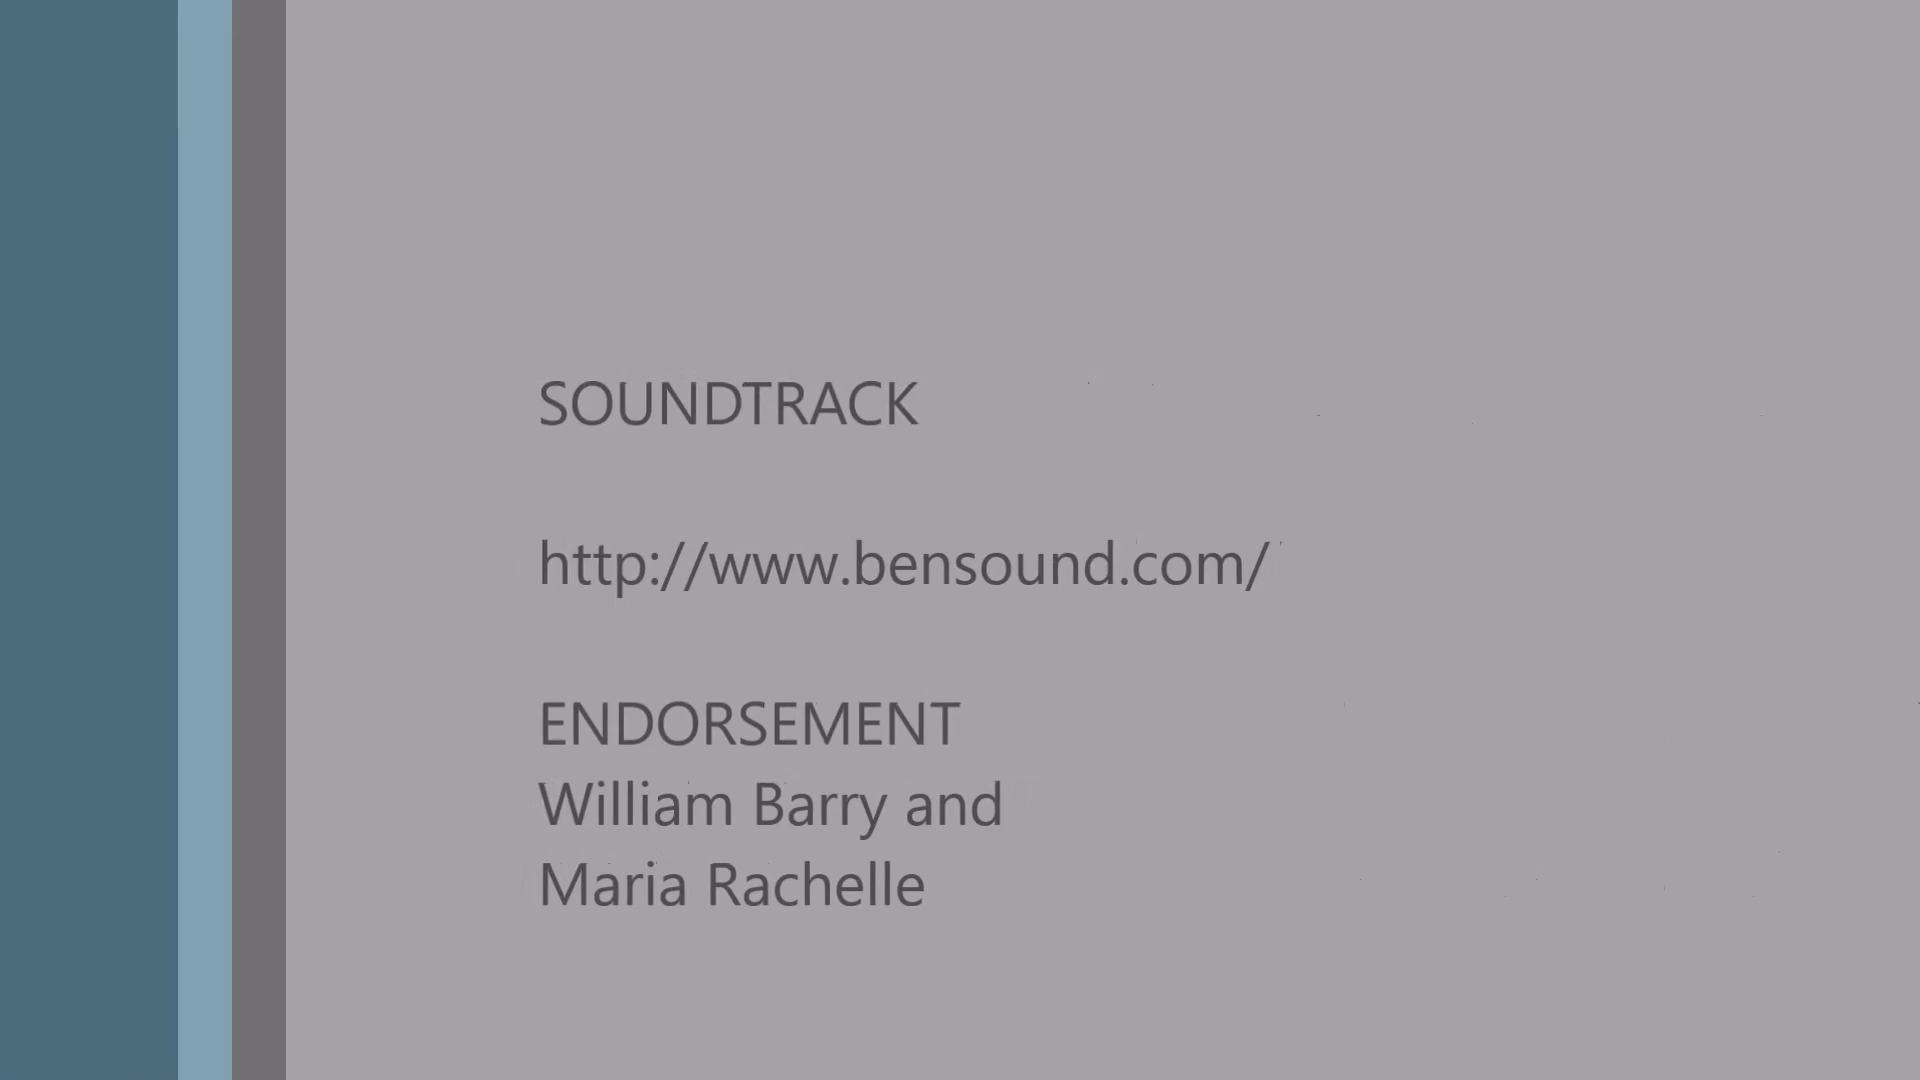 SOUNDTRACK
http://www.bensound.com/
ENDORSEMENT
William Barry and
Maria Rachelle